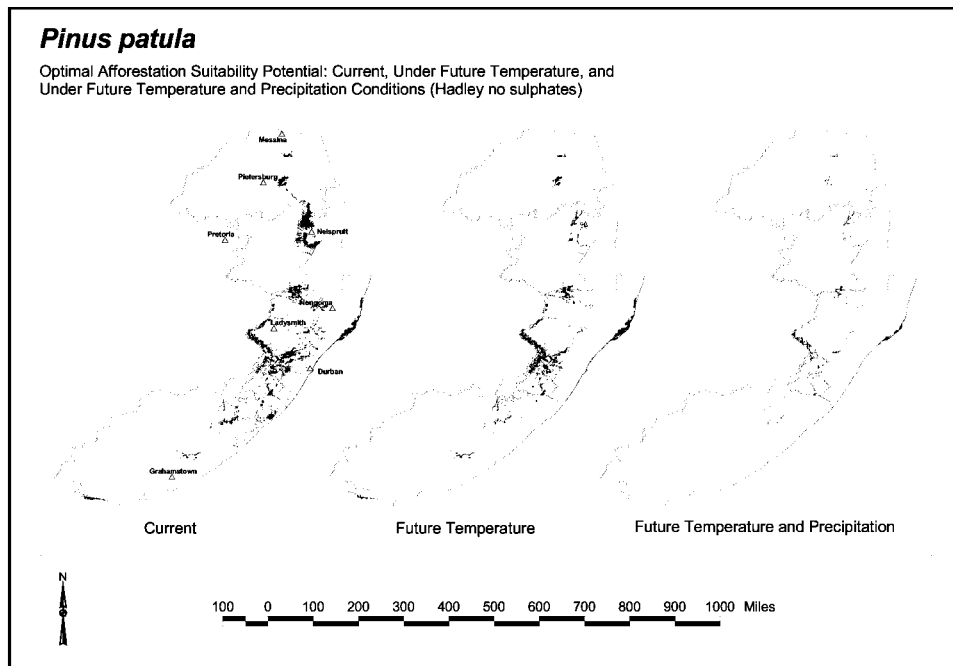 Pinus patula
Optimal Afforestation Suitability Potential: Current, Under Future Temperature, and
Under Future Temperature and Precipitation Conditions (Hadley no sulphates)
Messina
Pietersburg
Pretoria
Nelspruit
Nongoma
Ladysmith
Durban
Grahamstown
Current
Future Temperature
Future Temperature and Precipitation
N
100 0 100 200 300 400 500 600 700 800 900 1000 Miles